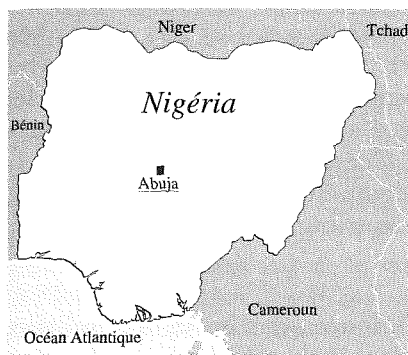 Niger
Tchad
Nigéria
Bénin
Abuja
Cameroun
Océan Atlantique